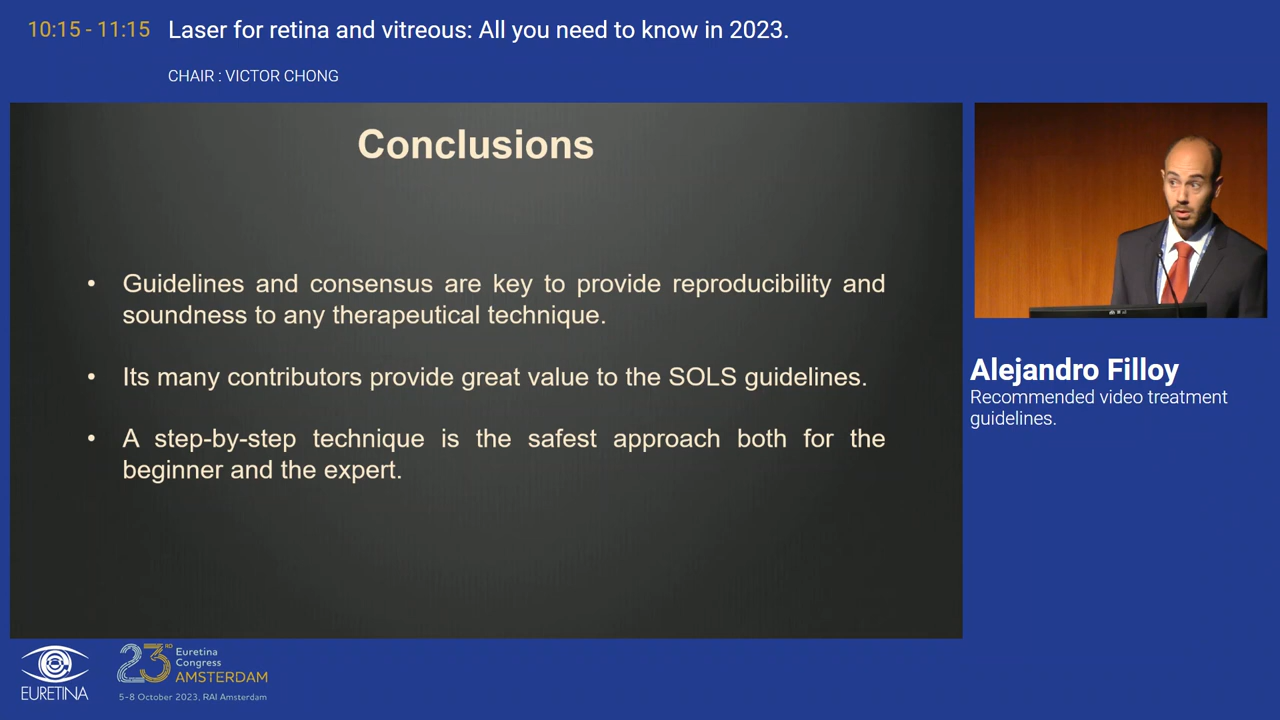 10:15 - 11:15 Laser for retina and vitreous: All you need to know in 2023.
CHAIR : VICTOR CHONG
Conclusions
• Guidelines and consensus are key to provide reproducibility and
soundness to any therapeutical technique.
• Its many contributors provide great value to the SOLS guidelines.
• A step-by-step technique is the safest approach both for the
beginner and the expert.
Alejandro Filloy
Recommended video treatment
guidelines.
EURETINA
23RD
Euretina
Congress
AMSTERDAM
5-8 October 2023, RAI Amsterdam